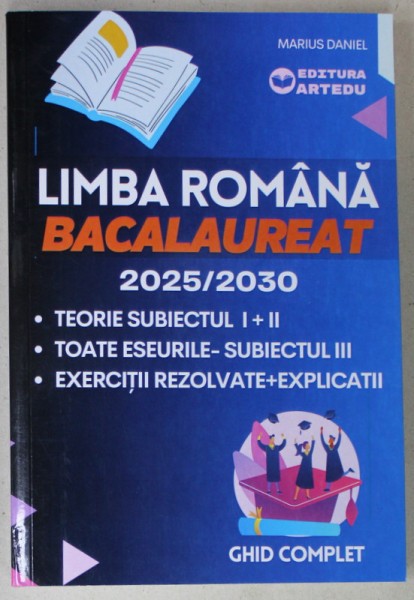 MARIUS DANIEL
EDITURA
ARTEDU
LIMBA ROMÂNĂ
BACALAUREAT
2025/2030
• TEORIE SUBIECTUL I + II
• TOATE ESEURILE- SUBIECTUL III
• EXERCIȚII REZOLVATE+EXPLICATII
GHID COMPLET